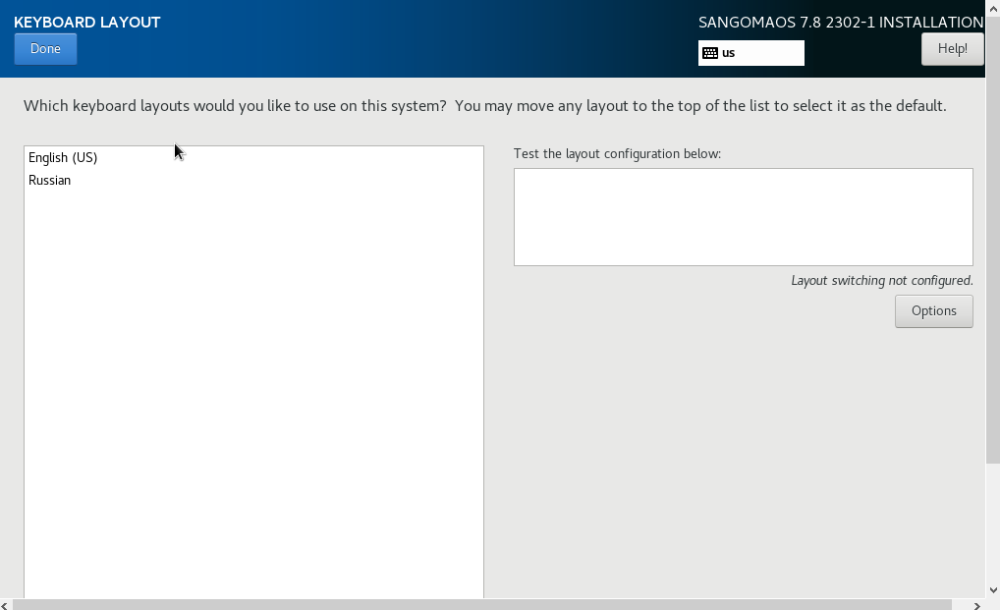 KEYBOARD LAYOUT
SANGOMAOS 7.8 2302-1 INSTALLATION
Done
us
Help!
Which keyboard layouts would you like to use on this system?  You may move any layout to the top of the list to select it as the default.
English (US)
Russian
Test the layout configuration below:
Layout switching not configured.
Options